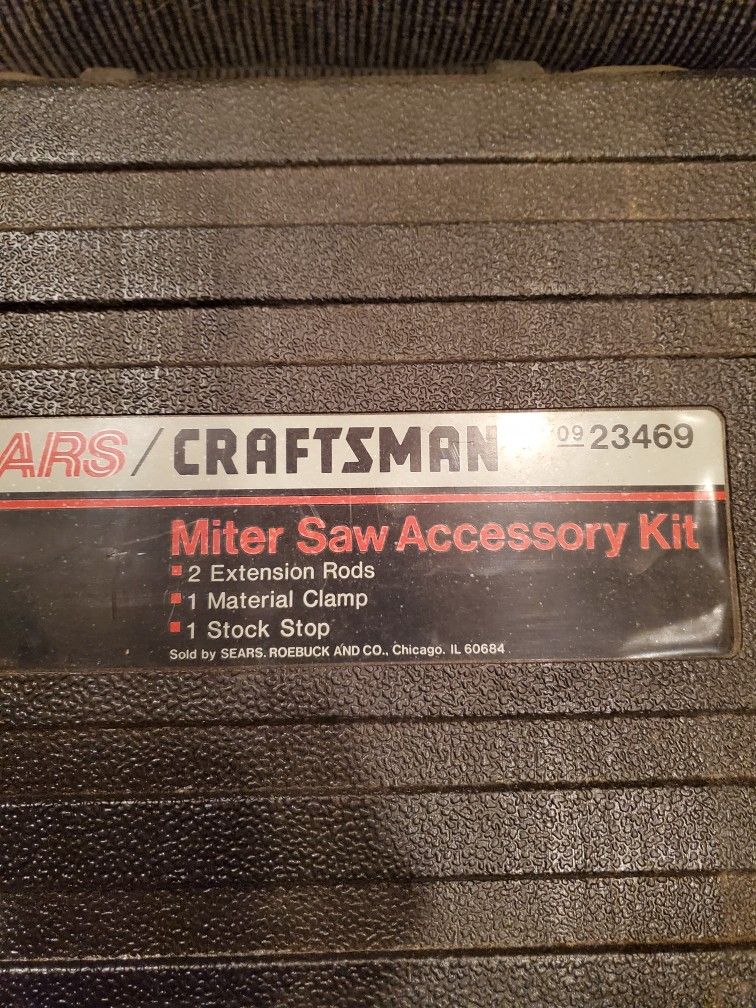 ARS / CRAFTSMAN 09 23469
Miter Saw Accessory Kit
2 Extension Rods
1 Material Clamp
1 Stock Stop
Sold by SEARS, ROEBUCK AND CO., Chicago, IL 60684